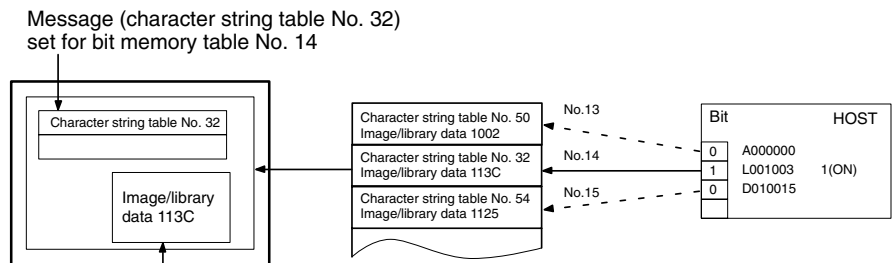 Message (character string table No. 32)
set for bit memory table No. 14
Character string table No. 32
Image/library
data 113C
Character string table No. 50
Image/library data 1002
Character string table No. 32
Image/library data 113C
Character string table No. 54
Image/library data 1125
No.13
No.14
No.15
Bit HOST
0 A000000
1 L001003 1(ON)
0 D010015